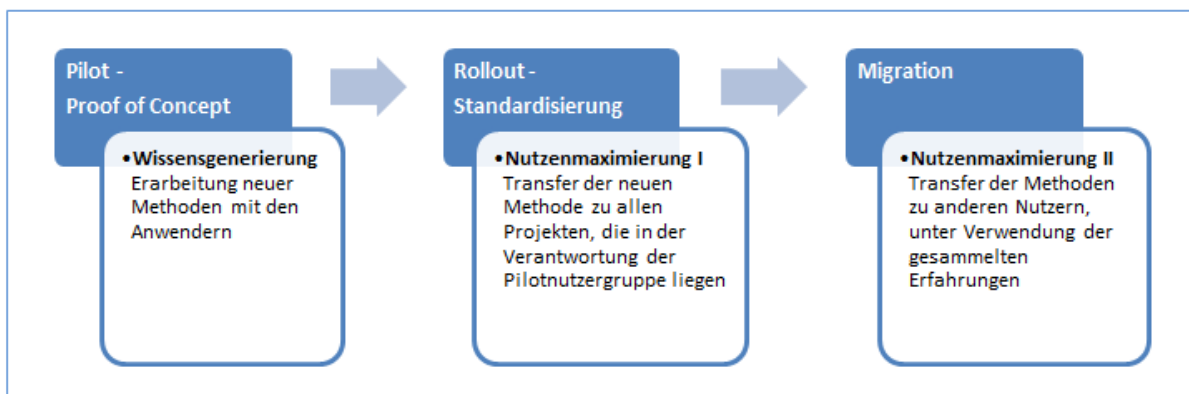 Pilot -
Proof of Concept
•Wissensgenerierung
Erarbeitung neuer
Methoden mit den
Anwendern
Rollout -
Standardisierung
•Nutzenmaximierung I
Transfer der neuen
Methode zu allen
Projekten, die in der
Verantwortung der
Pilotnutzergruppe liegen
Migration
•Nutzenmaximierung II
Transfer der Methoden
zu anderen Nutzern,
unter Verwendung der
gesammelten
Erfahrungen